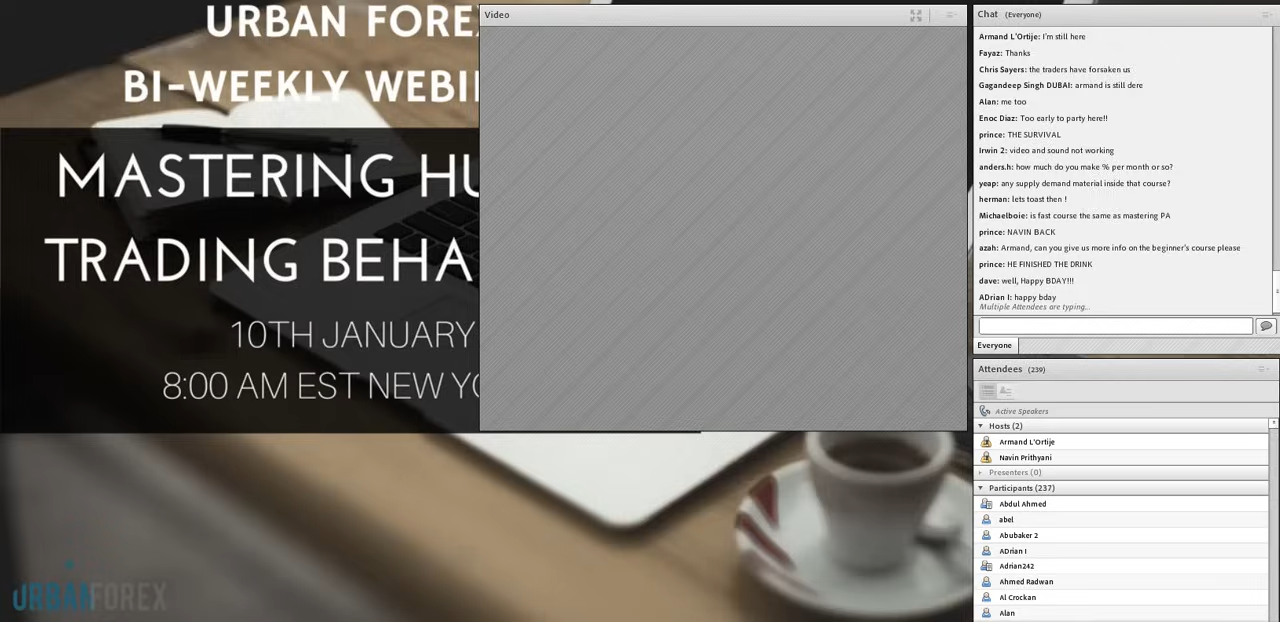 URBAN FOREX
BI-WEEKLY WEBI
MASTERING HU
TRADING BEHA
10TH JANUARY
8:00 AM EST NEW YO
URBANFOREX
Video
Chat (Everyone)
Armand L'Ortije: I'm still here
Fayaz: Thanks
Chris Sayers: the traders have forsaken us
Gagandeep Singh DUBAI: armand is still dere
Alan: me too
Enoc Diaz: Too early to party here!!
prince: THE SURVIVAL
Irwin 2: video and sound not working
anders.h: how much do you make % per month or so?
yeap: any supply demand material inside that course?
herman: lets toast then !
Michaelboie: is fast course the same as mastering PA
prince: NAVIN BACK
azah: Armand, can you give us more info on the beginner's course please
prince: HE FINISHED THE DRINK
dave: well, Happy BDAY!!!
ADrian I: happy bday
Multiple Attendees are typing...
Everyone
Attendees (239)
Active Speakers
Hosts (2)
Armand L'Ortije
Navin Prithyani
Presenters (0)
Participants (237)
Abdul Ahmed
abel
Abubaker 2
ADrian I
Adrian242
Ahmed Radwan
Al Crockan
Alan